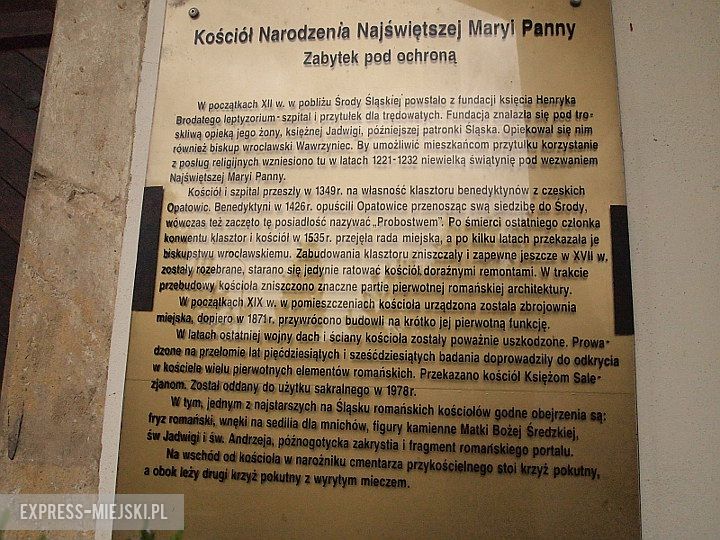 Kościół Narodzenia Najświętszej Maryi Panny
Zabytek pod ochroną
W początkach XII w. w pobliżu Środy Śląskiej powstało z fundacji księcia Henryka
Brodatego leptyzorium-szpital i przytułek dla trędowatych. Fundacja znalazła się pod tro-
skliwą opieką jego żony, księżnej Jadwigi, późniejszej patronki Śląska. Opiekował się nim
również biskup wrocławski Wawrzyniec. By umożliwić mieszkańcom przytułku korzystanie
z posług religijnych wzniesiono tu w latach 1221-1232 niewielką świątynię pod wezwaniem
Najświętszej Maryi Panny.
Kościół i szpital przeszły w 1349r. na własność klasztoru benedyktynów z czeskich
Opatowic. Benedyktyni w 1426r. opuścili Opatowice przenosząc swą siedzibę do Środy,
wówczas też zaczęto tę posiadłość nazywać „Probostwem". Po śmierci ostatniego członka
konwentu klasztor i kościół w 1535r. przejęła rada miejska, a po kilku latach przekazała je
biskupstwu wrocławskiemu. Zabudowania klasztoru zniszczały i zapewne jeszcze w XVII w.
zostały rozebrane, starano się jedynie ratować kościół doraźnymi remontami. W trakcie
przebudowy kościoła zniszczono znaczne partie pierwotnej romańskiej architektury.
W początkach XIX w. w pomieszczeniach kościoła urządzona została zbrojownia
miejska, dopiero w 1871r. przywrócono budowli na krótko jej pierwotną funkcję.
W latach ostatniej wojny dach i ściany kościoła zostały poważnie uszkodzone. Prowa-
dzone na przełomie lat pięćdziesiątych i sześćdziesiątych badania doprowadziły do odkrycia
w kościele wielu pierwotnych elementów romańskich. Przekazano kościół Księżom Sale-
zjanom. Został oddany do użytku sakralnego w 1978r.
W tym, jednym z najstarszych na Śląsku romańskich kościołów godne obejrzenia są:
fryz romański, wnęki na sedilia dla mnichów, figury kamienne Matki Bożej Średzkiej,
św Jadwigi i św. Andrzeja, późnogotycka zakrystia i fragment romańskiego portalu.
Na wschód od kościoła w narożniku cmentarza przykościelnego stoi krzyż pokutny,
a obok leży drugi krzyż pokutny z wyrytym mieczem.
EXPRESS-MIEJSKI.PL